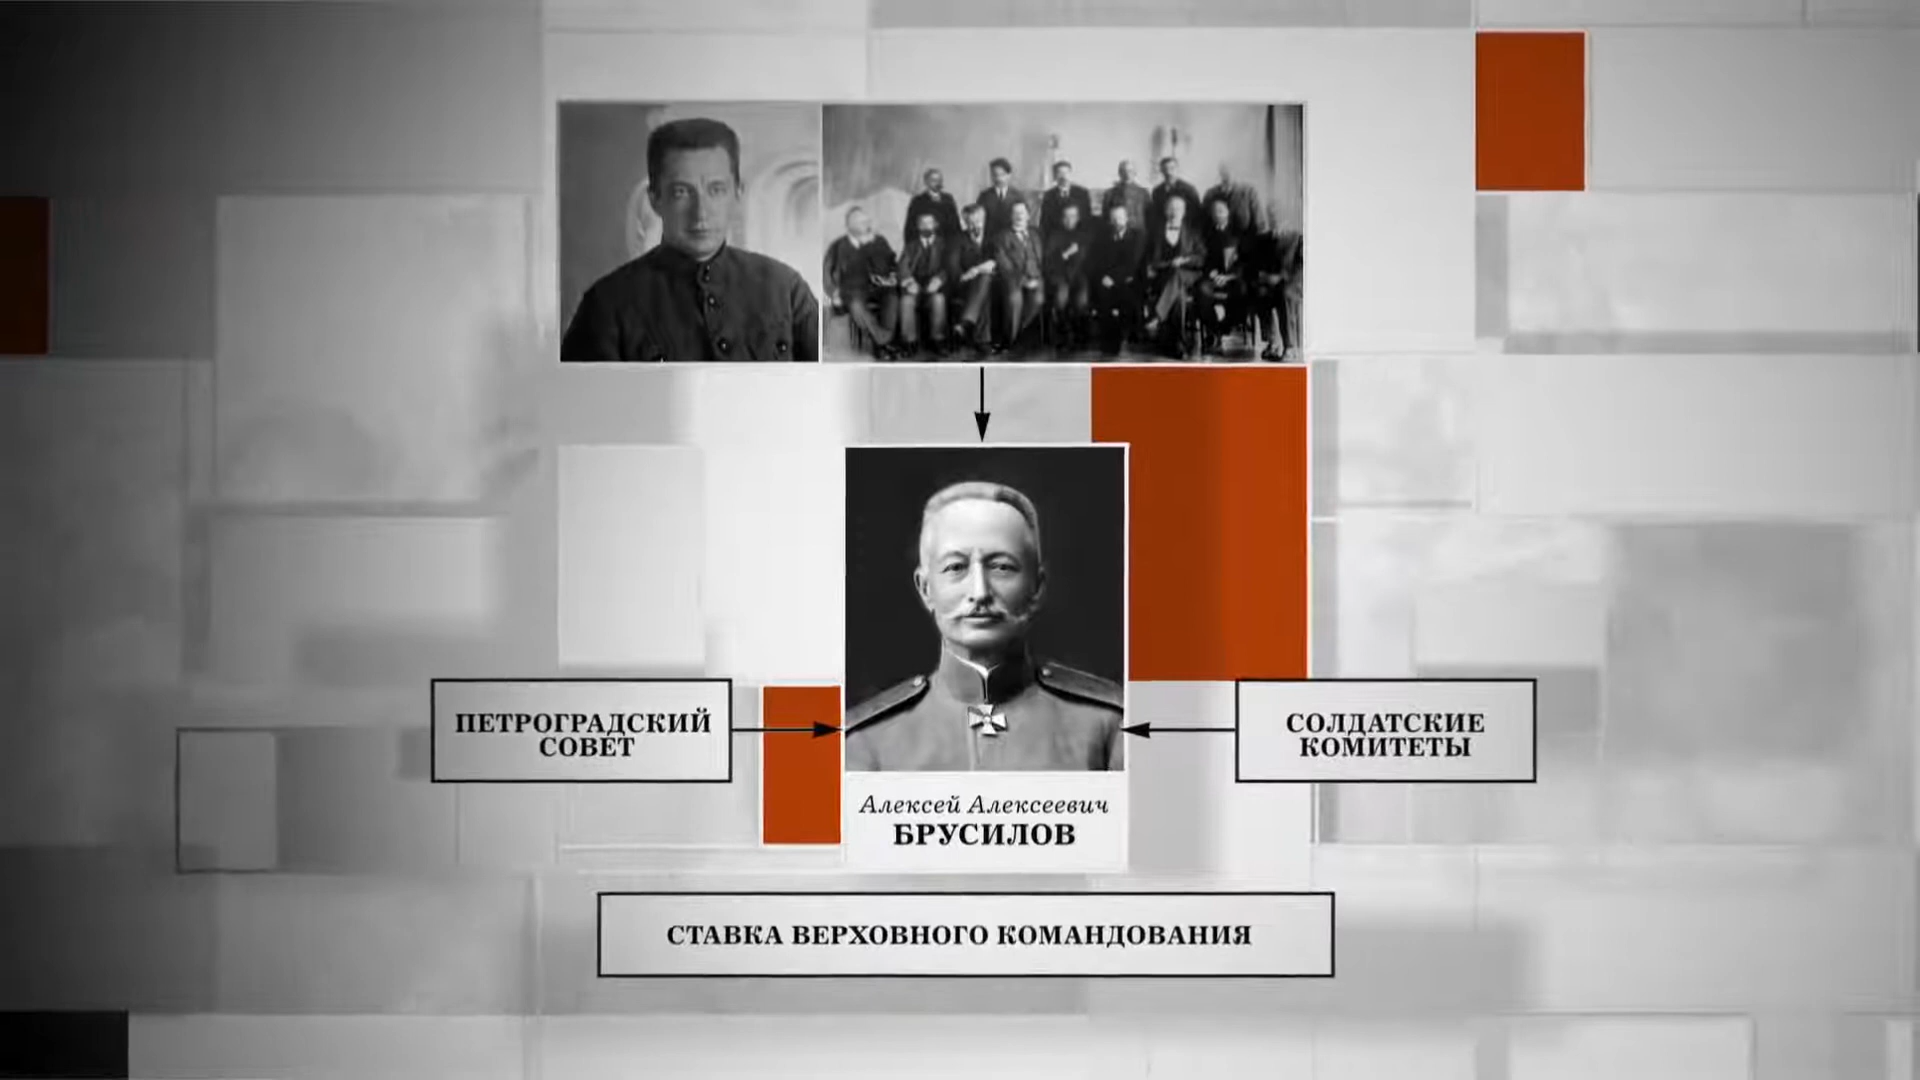 ПЕТРОГРАДСКИЙ
СОВЕТ
СОЛДАТСКИЕ
КОМИТЕТЫ
Алексей Алексеевич
БРУСИЛОВ
СТАВКА ВЕРХОВНОГО КОМАНДОВАНИЯ